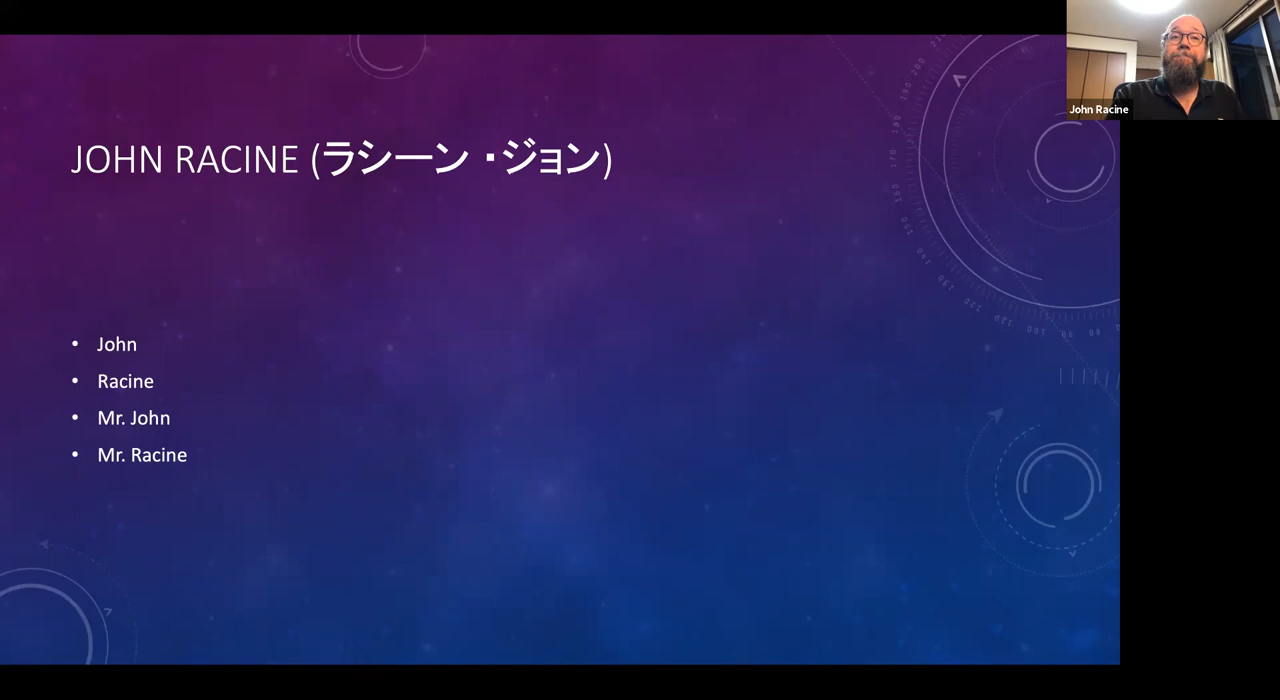 JOHN RACINE (ラシーン ・ジョン)
• John
• Racine
• Mr. John
• Mr. Racine
John Racine